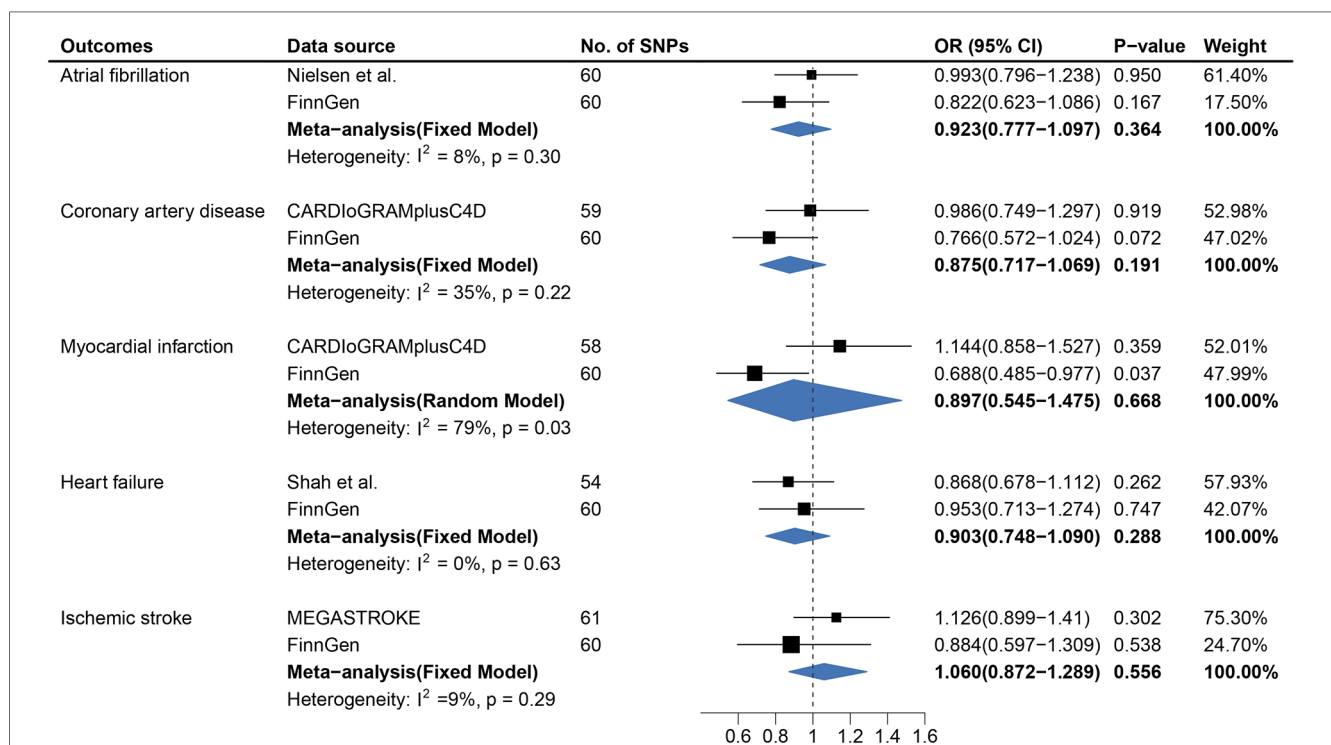 Outcomes Data source No. of SNPs OR (95% CI) P−value Weight
Atrial fibrillation Nielsen et al. 60 0.993(0.796−1.238) 0.950 61.40%
FinnGen 60 0.822(0.623−1.086) 0.167 17.50%
Meta−analysis(Fixed Model) 0.923(0.777−1.097) 0.364 100.00%
Heterogeneity: I² = 8%, p = 0.30
Coronary artery disease CARDIoGRAMplusC4D 59 0.986(0.749−1.297) 0.919 52.98%
FinnGen 60 0.766(0.572−1.024) 0.072 47.02%
Meta−analysis(Fixed Model) 0.875(0.717−1.069) 0.191 100.00%
Heterogeneity: I² = 35%, p = 0.22
Myocardial infarction CARDIoGRAMplusC4D 58 1.144(0.858−1.527) 0.359 52.01%
FinnGen 60 0.688(0.485−0.977) 0.037 47.99%
Meta−analysis(Random Model) 0.897(0.545−1.475) 0.668 100.00%
Heterogeneity: I² = 79%, p = 0.03
Heart failure Shah et al. 54 0.868(0.678−1.112) 0.262 57.93%
FinnGen 60 0.953(0.713−1.274) 0.747 42.07%
Meta−analysis(Fixed Model) 0.903(0.748−1.090) 0.288 100.00%
Heterogeneity: I² = 0%, p = 0.63
Ischemic stroke MEGASTROKE 61 1.126(0.899−1.41) 0.302 75.30%
FinnGen 60 0.884(0.597−1.309) 0.538 24.70%
Meta−analysis(Fixed Model) 1.060(0.872−1.289) 0.556 100.00%
Heterogeneity: I² =9%, p = 0.29
0.6 0.8 1 1.2 1.4 1.6